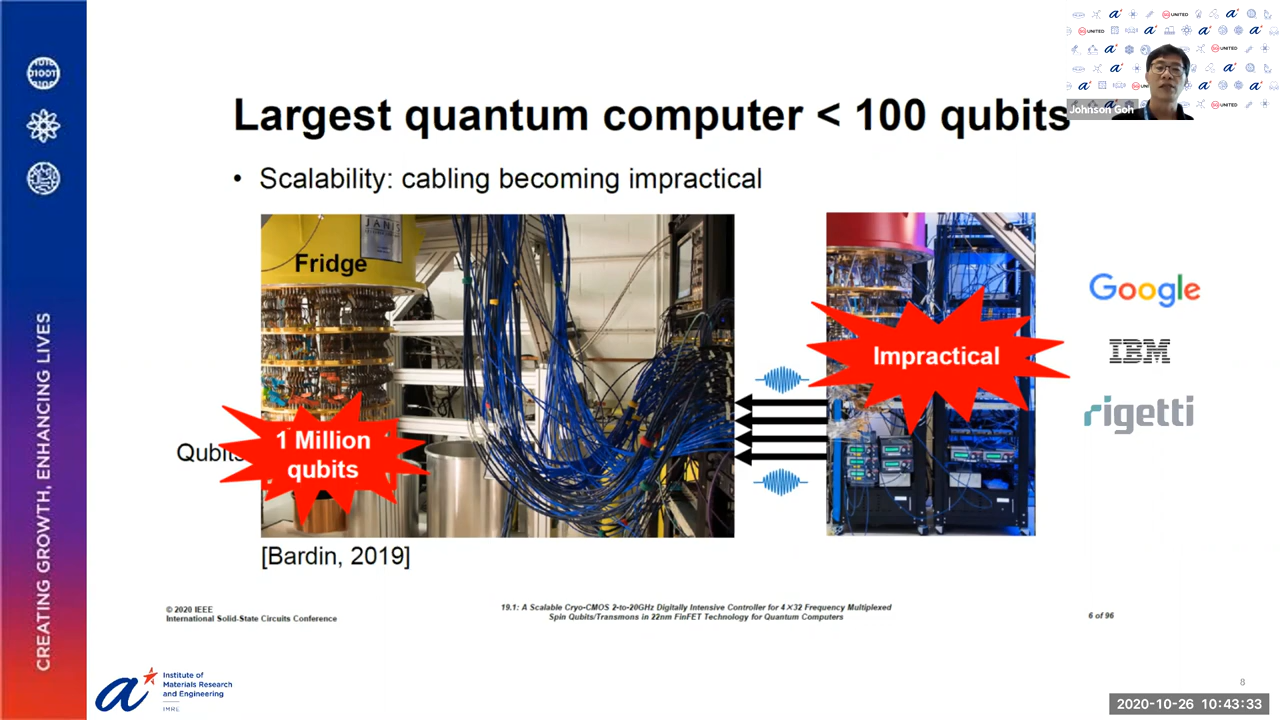 Largest quantum computer < 100 qubits
Johnson Goh
• Scalability: cabling becoming impractical
JANIS
Fridge
Google
Impractical
IBM
rigetti
Qubits
1 Million
qubits
[Bardin, 2019]
© 2020 IEEE
International Solid-State Circuits Conference
19.1: A Scalable Cryo-CMOS 2-to-20GHz Digitally Intensive Controller for 4×32 Frequency Multiplexed
Spin Qubits/Transmons in 22nm FinFET Technology for Quantum Computers
6 of 96
CREATING GROWTH, ENHANCING LIVES
Institute of
Materials Research
and Engineering
IMRE
8
2020-10-26 10:43:33